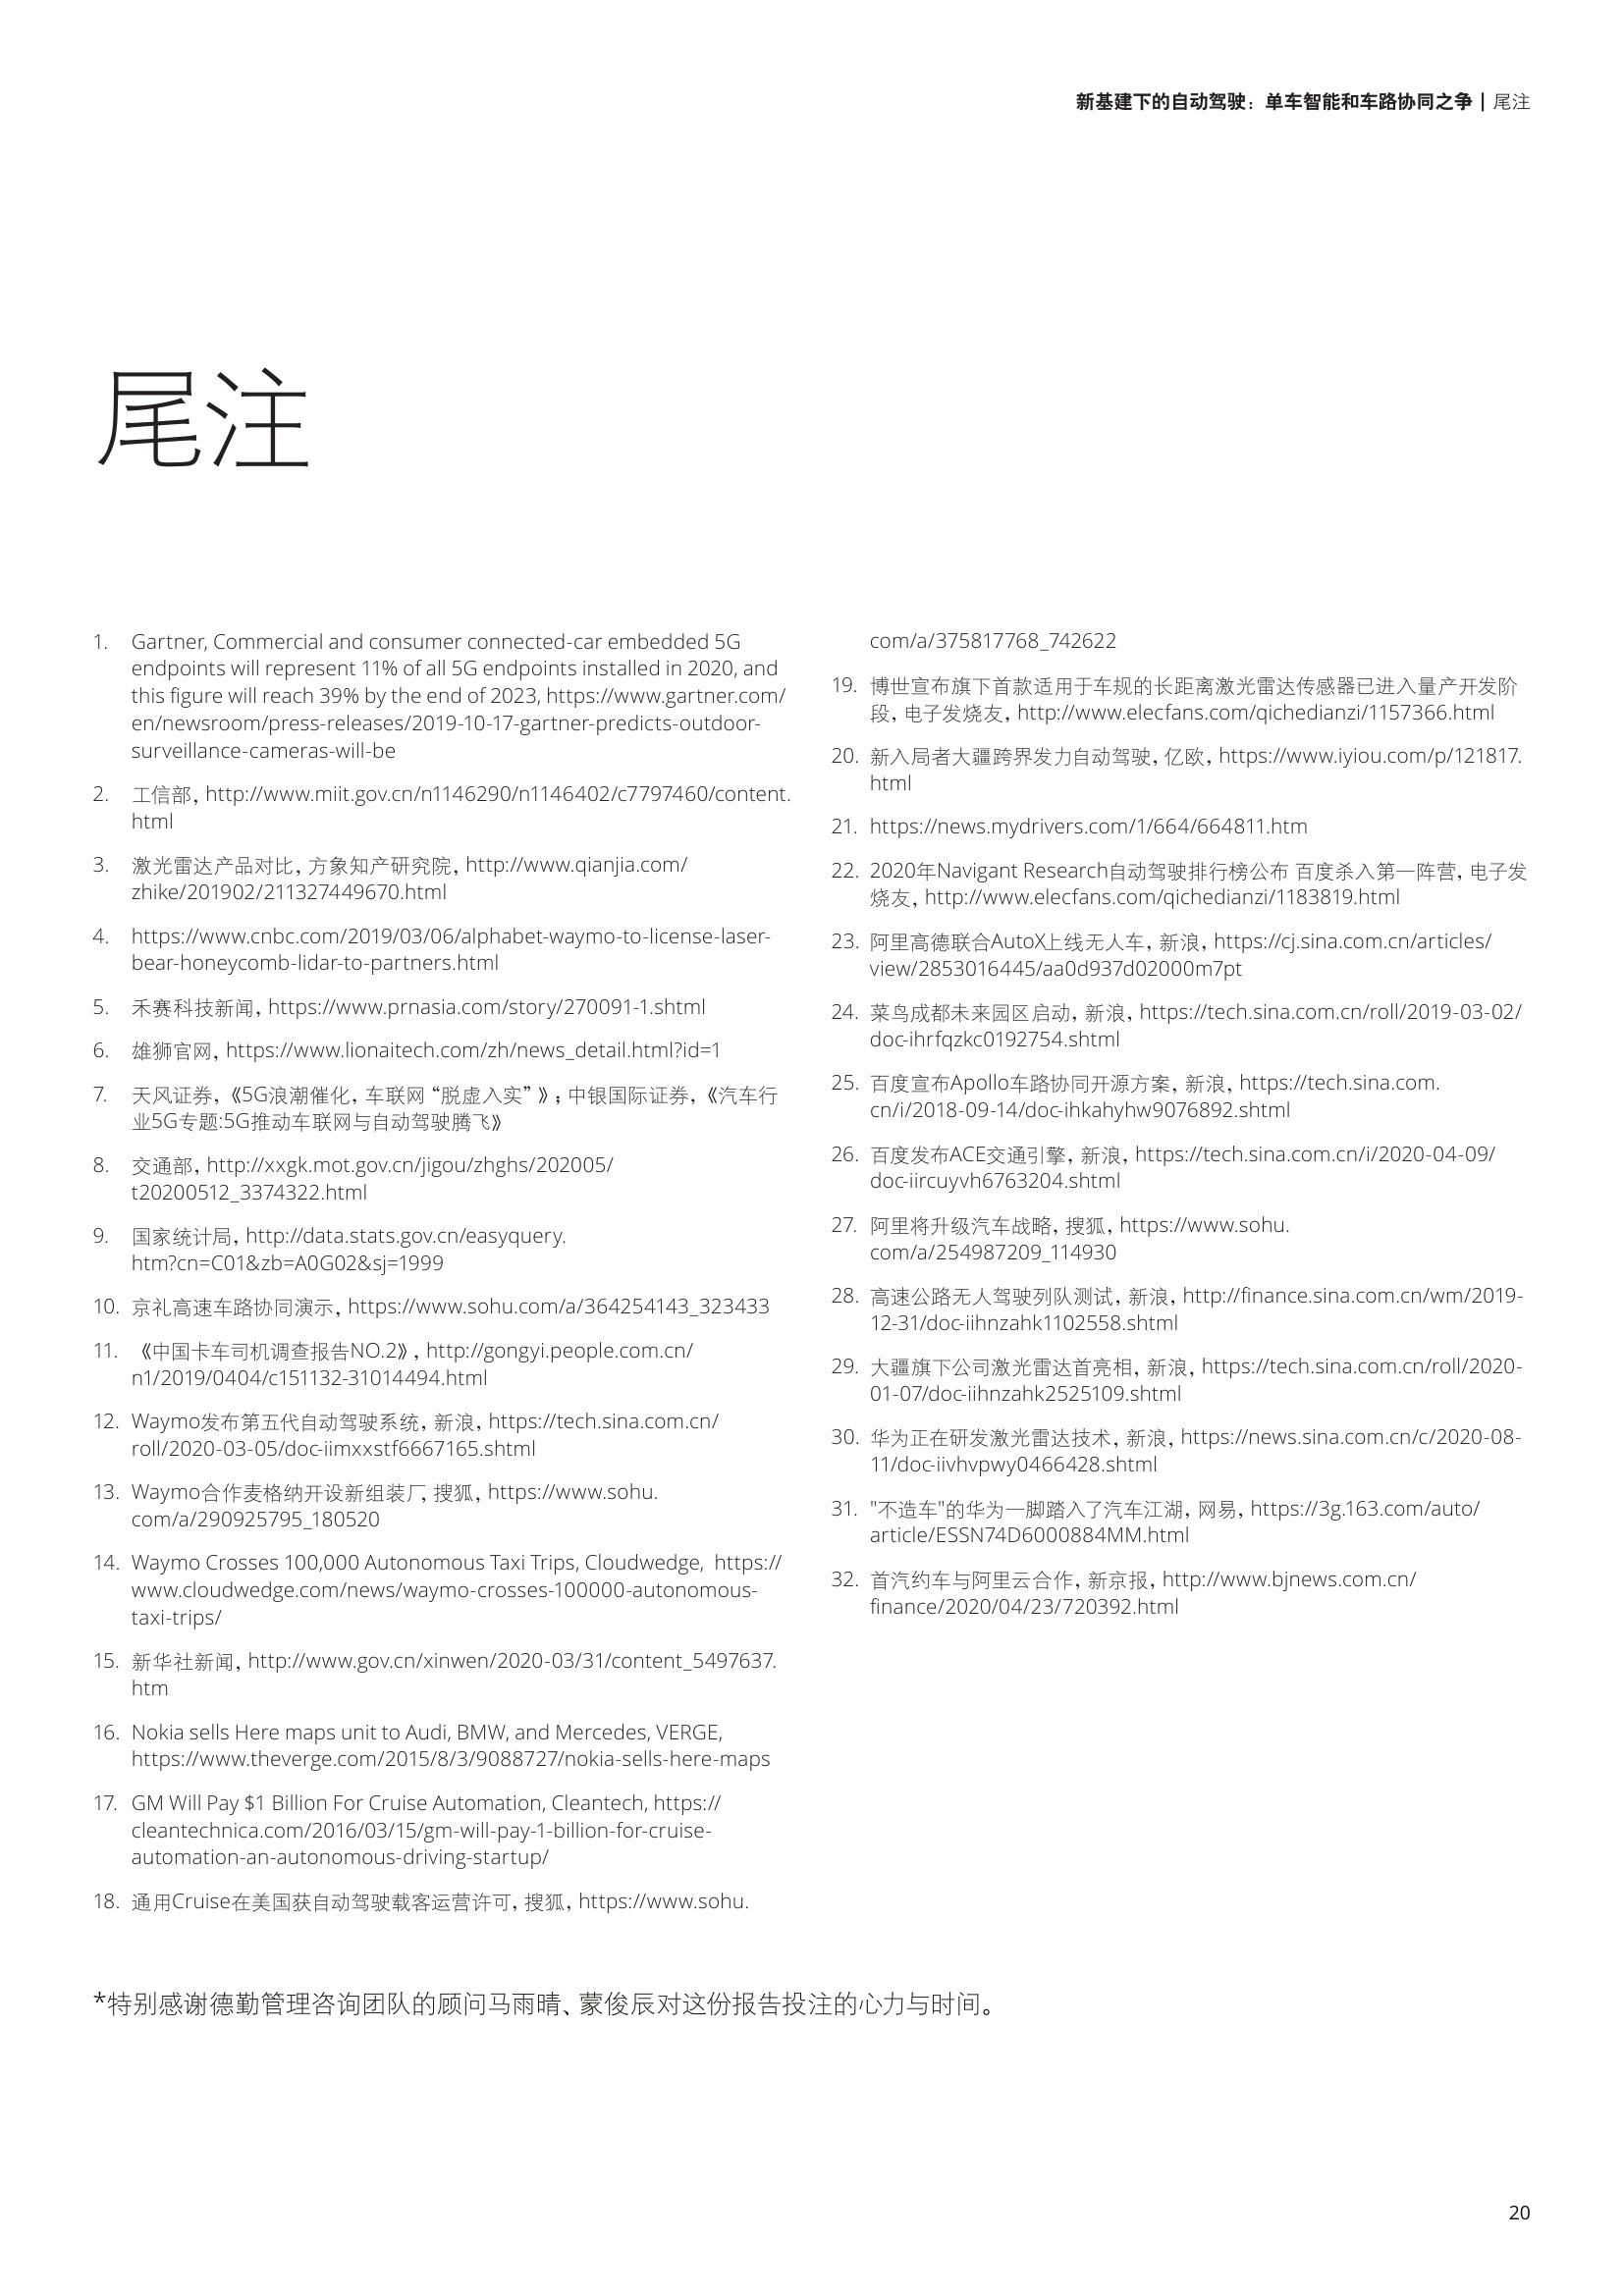 新基建下的自动驾驶：单车智能和车路协同之争 | 尾注
尾注
1. Gartner, Commercial and consumer connected-car embedded 5G
endpoints will represent 11% of all 5G endpoints installed in 2020, and
this figure will reach 39% by the end of 2023, https://www.gartner.com/
en/newsroom/press-releases/2019-10-17-gartner-predicts-outdoor-
surveillance-cameras-will-be
2. 工信部，http://www.miit.gov.cn/n1146290/n1146402/c7797460/content.
html
3. 激光雷达产品对比，方象知产研究院，http://www.qianjia.com/
zhike/201902/211327449670.html
4. https://www.cnbc.com/2019/03/06/alphabet-waymo-to-license-laser-
bear-honeycomb-lidar-to-partners.html
5. 禾赛科技新闻，https://www.prnasia.com/story/270091-1.shtml
6. 雄狮官网，https://www.lionaitech.com/zh/news_detail.html?id=1
7. 天风证券，《5G浪潮催化，车联网“脱虚入实”》；中银国际证券，《汽车行
业5G专题:5G推动车联网与自动驾驶腾飞》
8. 交通部，http://xxgk.mot.gov.cn/jigou/zhghs/202005/
t20200512_3374322.html
9. 国家统计局，http://data.stats.gov.cn/easyquery.
htm?cn=C01&zb=A0G02&sj=1999
10. 京礼高速车路协同演示，https://www.sohu.com/a/364254143_323433
11. 《中国卡车司机调查报告NO.2》，http://gongyi.people.com.cn/
n1/2019/0404/c151132-31014494.html
12. Waymo发布第五代自动驾驶系统，新浪，https://tech.sina.com.cn/
roll/2020-03-05/doc-iimxxstf6667165.shtml
13. Waymo合作麦格纳开设新组装厂，搜狐，https://www.sohu.
com/a/290925795_180520
14. Waymo Crosses 100,000 Autonomous Taxi Trips, Cloudwedge, https://
www.cloudwedge.com/news/waymo-crosses-100000-autonomous-
taxi-trips/
15. 新华社新闻，http://www.gov.cn/xinwen/2020-03/31/content_5497637.
htm
16. Nokia sells Here maps unit to Audi, BMW, and Mercedes, VERGE,
https://www.theverge.com/2015/8/3/9088727/nokia-sells-here-maps
17. GM Will Pay $1 Billion For Cruise Automation, Cleantech, https://
cleantechnica.com/2016/03/15/gm-will-pay-1-billion-for-cruise-
automation-an-autonomous-driving-startup/
18. 通用Cruise在美国获自动驾驶载客运营许可，搜狐，https://www.sohu.
com/a/375817768_742622
19. 博世宣布旗下首款适用于车规的长距离激光雷达传感器已进入量产开发阶
段，电子发烧友，http://www.elecfans.com/qichedianzi/1157366.html
20. 新入局者大疆跨界发力自动驾驶，亿欧，https://www.iyiou.com/p/121817.
html
21. https://news.mydrivers.com/1/664/664811.htm
22. 2020年Navigant Research自动驾驶排行榜公布 百度杀入第一阵营，电子发
烧友，http://www.elecfans.com/qichedianzi/1183819.html
23. 阿里高德联合AutoX上线无人车，新浪，https://cj.sina.com.cn/articles/
view/2853016445/aa0d937d02000m7pt
24. 菜鸟成都未来园区启动，新浪，https://tech.sina.com.cn/roll/2019-03-02/
doc-ihrfqzkc0192754.shtml
25. 百度宣布Apollo车路协同开源方案，新浪，https://tech.sina.com.
cn/i/2018-09-14/doc-ihkahyhw9076892.shtml
26. 百度发布ACE交通引擎，新浪，https://tech.sina.com.cn/i/2020-04-09/
doc-iircuyvh6763204.shtml
27. 阿里将升级汽车战略，搜狐，https://www.sohu.
com/a/254987209_114930
28. 高速公路无人驾驶列队测试，新浪，http://finance.sina.com.cn/wm/2019-
12-31/doc-iihnzahk1102558.shtml
29. 大疆旗下公司激光雷达首亮相，新浪，https://tech.sina.com.cn/roll/2020-
01-07/doc-iihnzahk2525109.shtml
30. 华为正在研发激光雷达技术，新浪，https://news.sina.com.cn/c/2020-08-
11/doc-iivhvpwy0466428.shtml
31. "不造车"的华为一脚踏入了汽车江湖，网易，https://3g.163.com/auto/
article/ESSN74D6000884MM.html
32. 首汽约车与阿里云合作，新京报，http://www.bjnews.com.cn/
finance/2020/04/23/720392.html
*特别感谢德勤管理咨询团队的顾问马雨晴、蒙俊辰对这份报告投注的心力与时间。
20